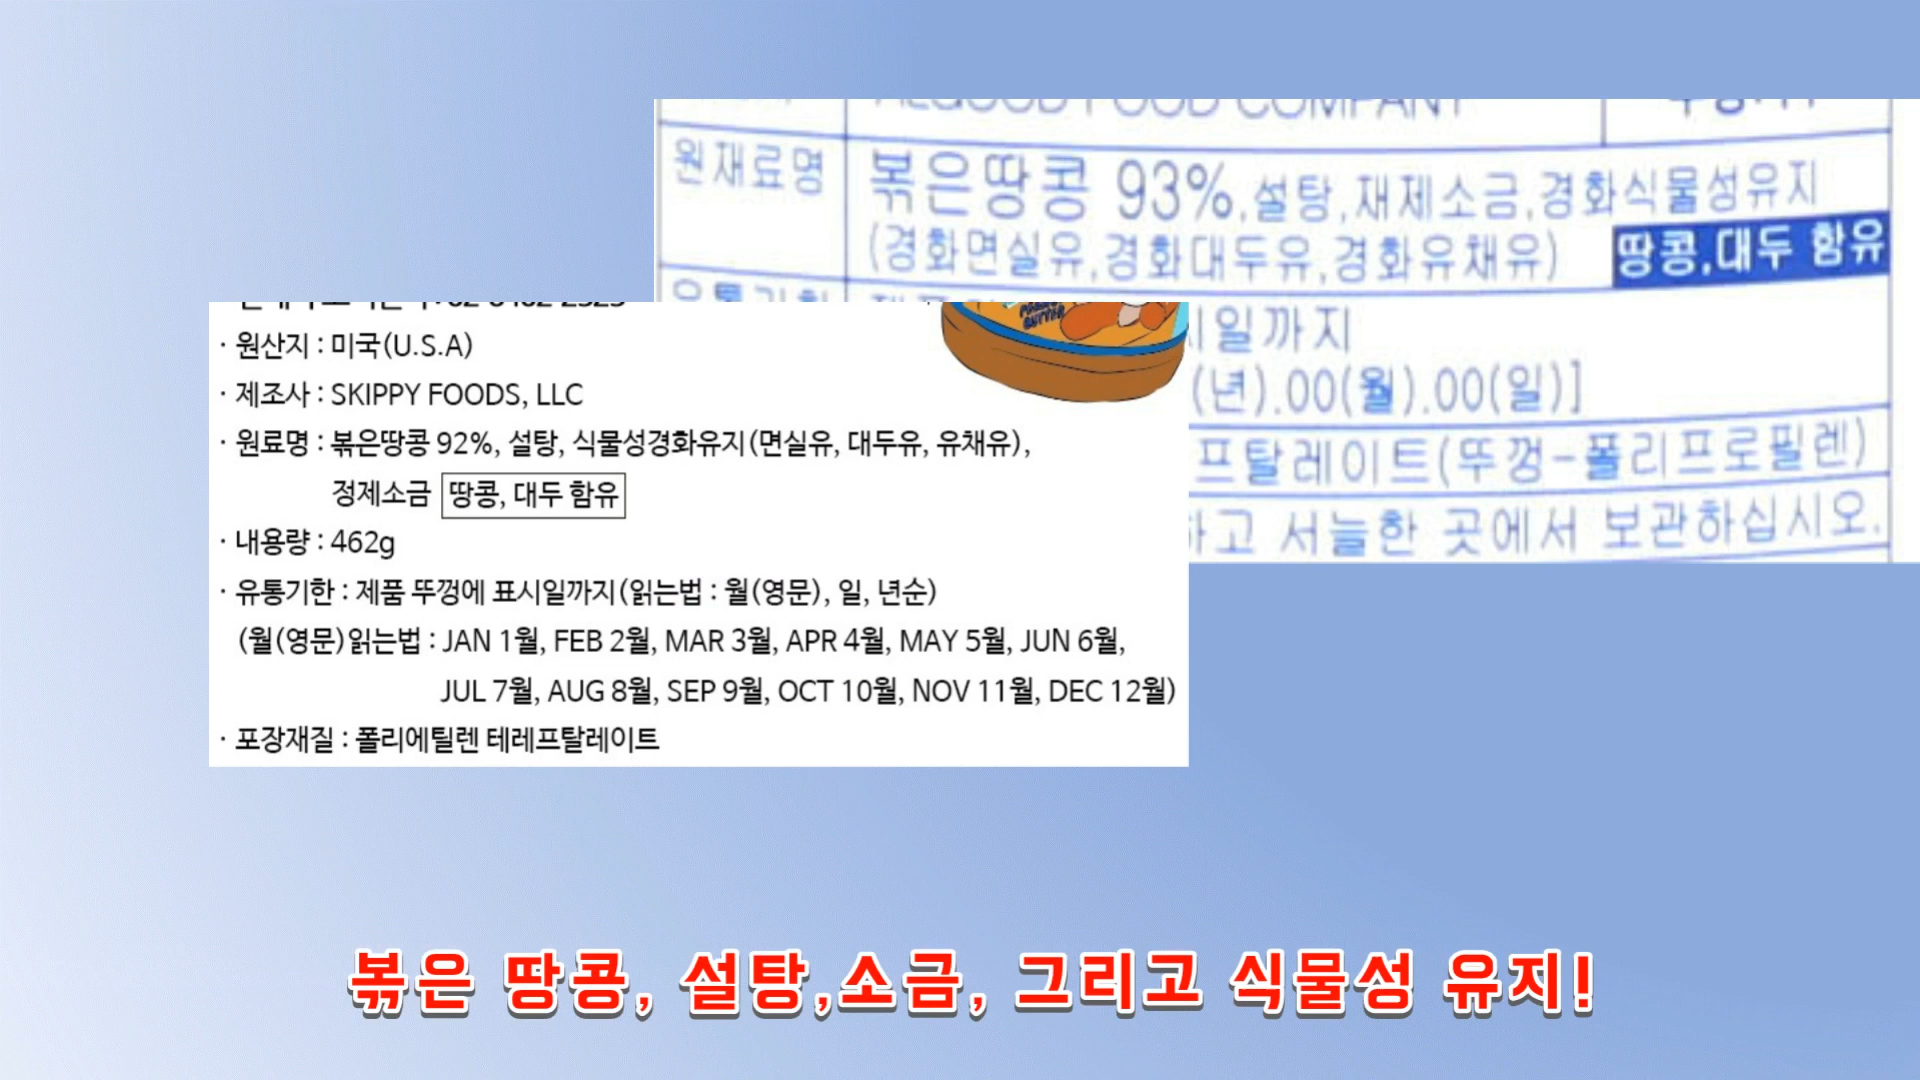 ALGOOD FOOD COMPANY
원재료명
볶은땅콩 93%,설탕,재제소금,경화식물성유지
(경화면실유,경화대두유,경화유채유) 땅콩,대두 함유
시일까지
(년).00(월).00(일)]
프탈레이트(뚜껑-폴리프로필렌)
하고 서늘한 곳에서 보관하십시오.
· 원산지 : 미국(U.S.A)
· 제조사 : SKIPPY FOODS, LLC
· 원료명 : 볶은땅콩 92%, 설탕, 식물성경화유지(면실유, 대두유, 유채유),
정제소금 땅콩, 대두 함유
· 내용량 : 462g
· 유통기한 : 제품 뚜껑에 표시일까지(읽는법 : 월(영문), 일, 년순)
(월(영문)읽는법 : JAN 1월, FEB 2월, MAR 3월, APR 4월, MAY 5월, JUN 6월,
JUL 7월, AUG 8월, SEP 9월, OCT 10월, NOV 11월, DEC 12월)
· 포장재질 : 폴리에틸렌 테레프탈레이트
볶은 땅콩, 설탕,소금, 그리고 식물성 유지!